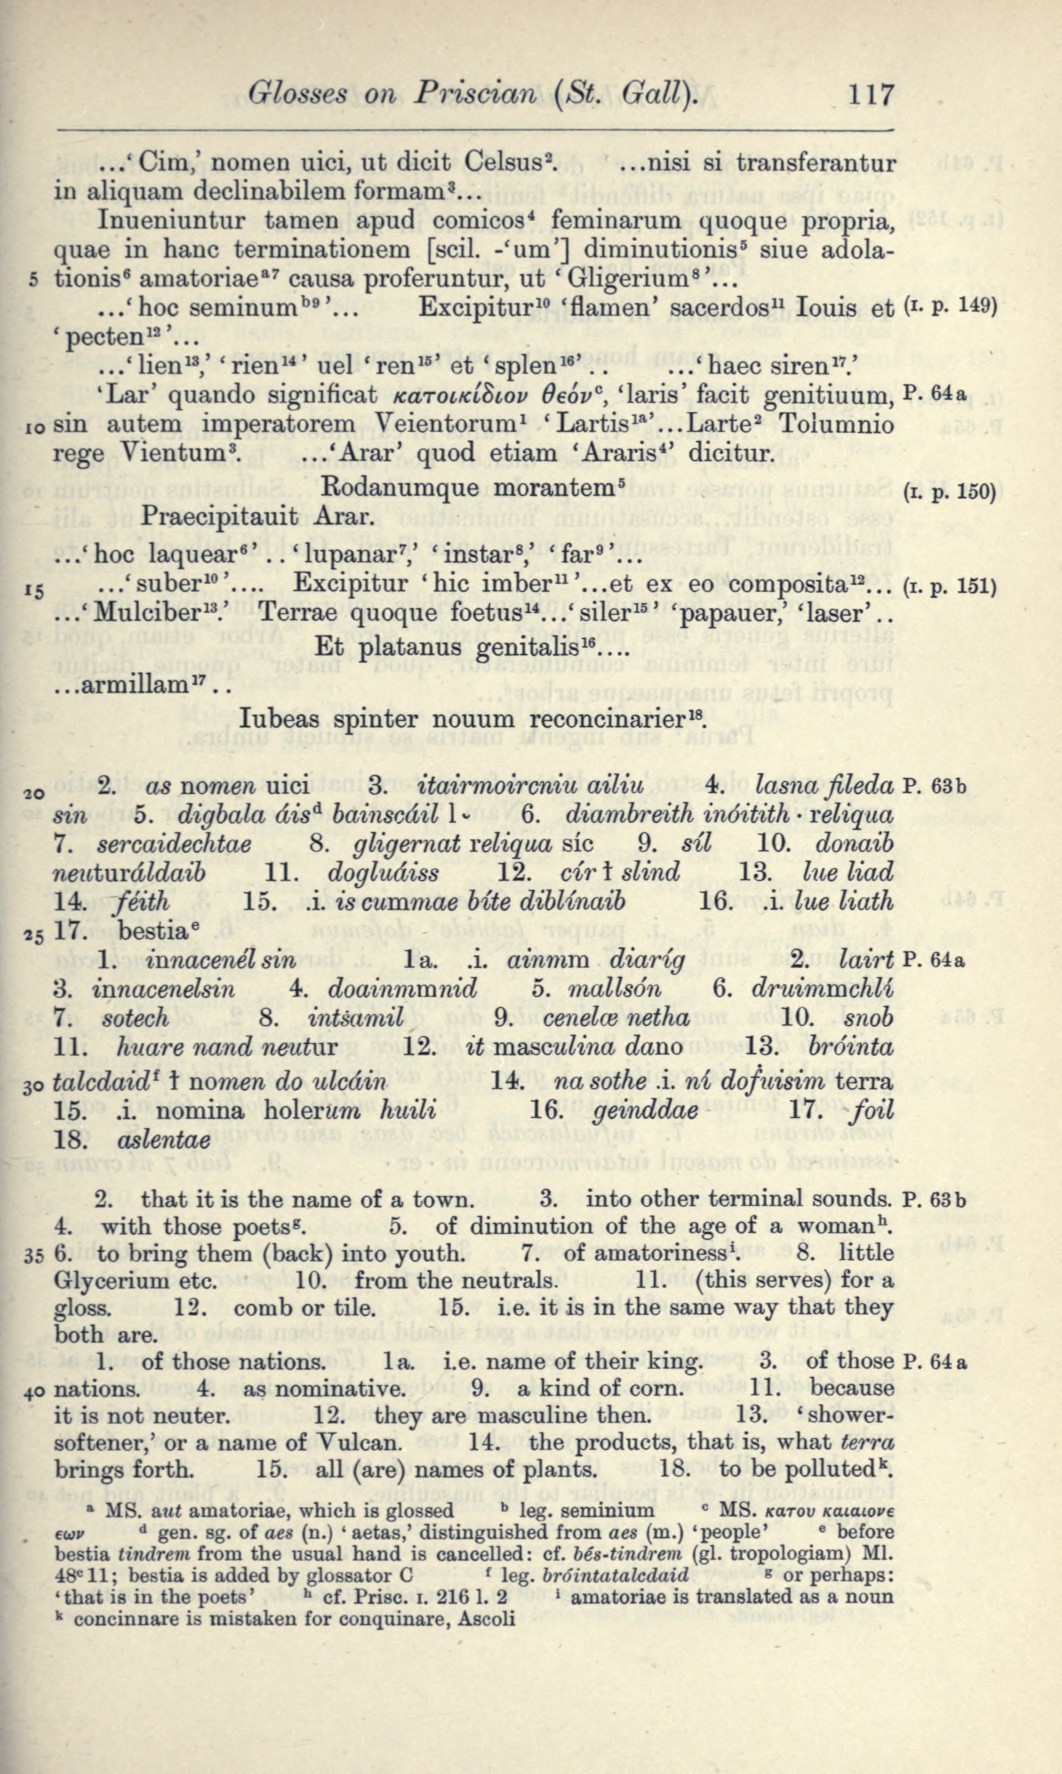 Glosses on Priscian (St. Gall). 117
...‘Cim,’ nomen uici, ut dicit Celsus². ...nisi si transferantur
in aliquam declinabilem formam³...
Inueniuntur tamen apud comicos⁴ feminarum quoque propria,
quae in hanc terminationem [scil. -‘um’] diminutionis⁵ siue adola-
5 tionis⁶ amatoriaeᵃ⁷ causa proferuntur, ut ‘Gligerium⁸’...
...‘hoc seminumᵇ⁹’... Excipitur¹⁰ ‘flamen’ sacerdos¹¹ Iouis et (I. p. 149)
‘pecten¹²’...
...‘lien¹³,’ ‘rien¹⁴’ uel ‘ren¹⁵’ et ‘splen¹⁶’.. ...‘haec siren¹⁷.’
‘Lar’ quando significat κατοικίδιον θεόνᶜ, ‘laris’ facit genitiuum, P. 64a
10 sin autem imperatorem Veientorum¹ ‘Lartis¹ᵃ’...Larte² Tolumnio
rege Vientum³. ...‘Arar’ quod etiam ‘Araris⁴’ dicitur.
Rodanumque morantem⁵ (I. p. 150)
Praecipitauit Arar.
...‘hoc laquear⁶’..‘lupanar⁷,’ ‘instar⁸,’ ‘far⁹’...
15 ...‘suber¹⁰’.... Excipitur ‘hic imber¹¹’...et ex eo composita¹²... (I. p. 151)
...‘Mulciber¹³.’ Terrae quoque foetus¹⁴...‘siler¹⁵’ ‘papauer,’ ‘laser’..
Et platanus genitalis¹⁶....
...armillam¹⁷..
Iubeas spinter nouum reconcinarier¹⁸.
20 2. as nomen uici 3. itairmoircniu ailiu 4. lasna fileda P. 63b
sin 5. digbala áisᵈ bainscáil ɫ⁓ 6. diambreith inóitith · reliqua
7. sercaidechtae 8. gligernat reliqua síc 9. síl 10. donaib
neuturáldaib 11. dogluáiss 12. cír ɫ slind 13. lue liad
14. féith 15. .i. is cummae bíte diblínaib 16. .i. lue liath
25 17. bestiaᵉ
1. innacenél sin 1a. .i. ainmm diaríg 2. lairt P. 64a
3. innacenelsin 4. doainmmnid 5. mallsón 6. druimmchlí
7. sotech 8. intṡamil 9. cenelæ netha 10. snob
11. huare nand neutur 12. it masculina dano 13. bróinta
30 talcdaidᶠ ɫ nomen do ulcáin 14. na sothe .i. ní dofuisim terra
15. .i. nomina holerum huili 16. geinddae 17. foil
18. aslentae
2. that it is the name of a town. 3. into other terminal sounds. P. 63b
4. with those poetsᵍ. 5. of diminution of the age of a womanʰ.
35 6. to bring them (back) into youth. 7. of amatorinessⁱ. 8. little
Glycerium etc. 10. from the neutrals. 11. (this serves) for a
gloss. 12. comb or tile. 15. i.e. it is in the same way that they
both are.
1. of those nations. 1a. i.e. name of their king. 3. of those P. 64a
40 nations. 4. as nominative. 9. a kind of corn. 11. because
it is not neuter. 12. they are masculine then. 13. ‘shower-
softener,’ or a name of Vulcan. 14. the products, that is, what terra
brings forth. 15. all (are) names of plants. 18. to be pollutedᵏ.
ᵃ MS. aut amatoriae, which is glossed ᵇ leg. seminium ᶜ MS. κατου καιαιονε
εων ᵈ gen. sg. of aes (n.) ‘aetas,’ distinguished from aes (m.) ‘people’ ᵉ before
bestia tindrem from the usual hand is cancelled: cf. bés-tindrem (gl. tropologiam) Ml.
48ᶜ11; bestia is added by glossator C ᶠ leg. bróintatalcdaid ᵍ or perhaps:
‘that is in the poets’ ʰ cf. Prisc. I. 216 l. 2 ⁱ amatoriae is translated as a noun
ᵏ concinnare is mistaken for conquinare, Ascoli